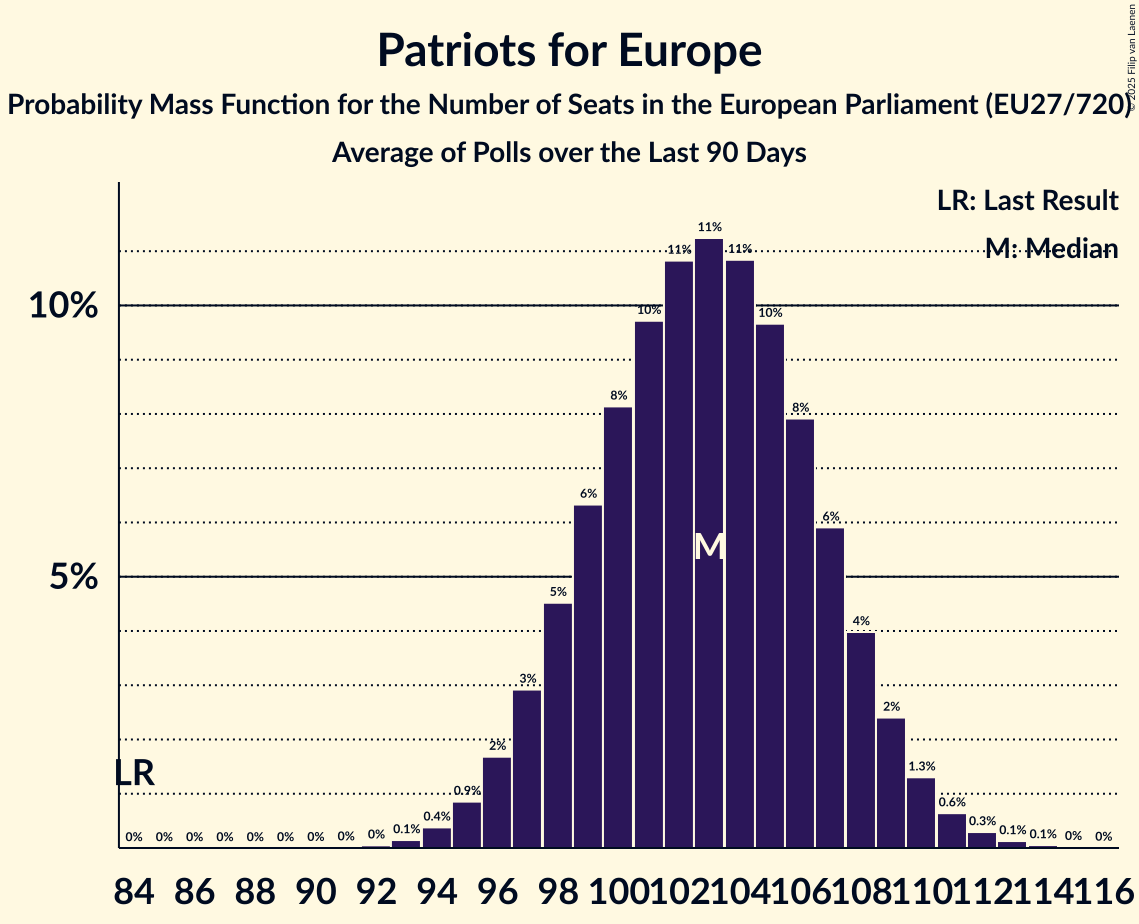 © 2025 Filip van Laenen
Patriots for Europe
Probability Mass Function for the Number of Seats in the European Parliament (EU27/720)
Average of Polls over the Last 90 Days
LR: Last Result
M: Median
10%
5%
0% 0% 0% 0% 0% 0% 0% 0% 0% 0.1% 0.4% 0.9% 2% 3% 5% 6% 8% 10% 11% 11% 11% 10% 8% 6% 4% 2% 1.3% 0.6% 0.3% 0.1% 0.1% 0% 0%
M
LR
84 86 88 90 92 94 96 98 100 102 104 106 108 110 112 114 116